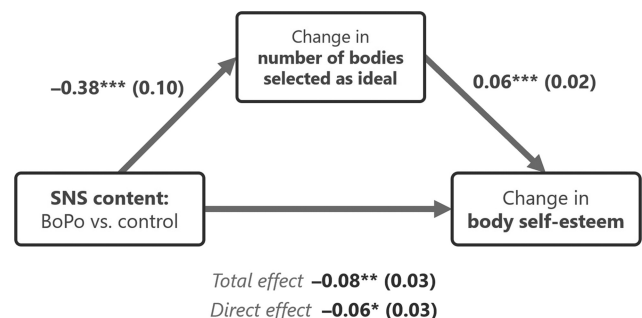 Change in
number of bodies
selected as ideal
–0.38*** (0.10)
0.06*** (0.02)
SNS content:
BoPo vs. control
Change in
body self-esteem
Total effect –0.08** (0.03)
Direct effect –0.06* (0.03)